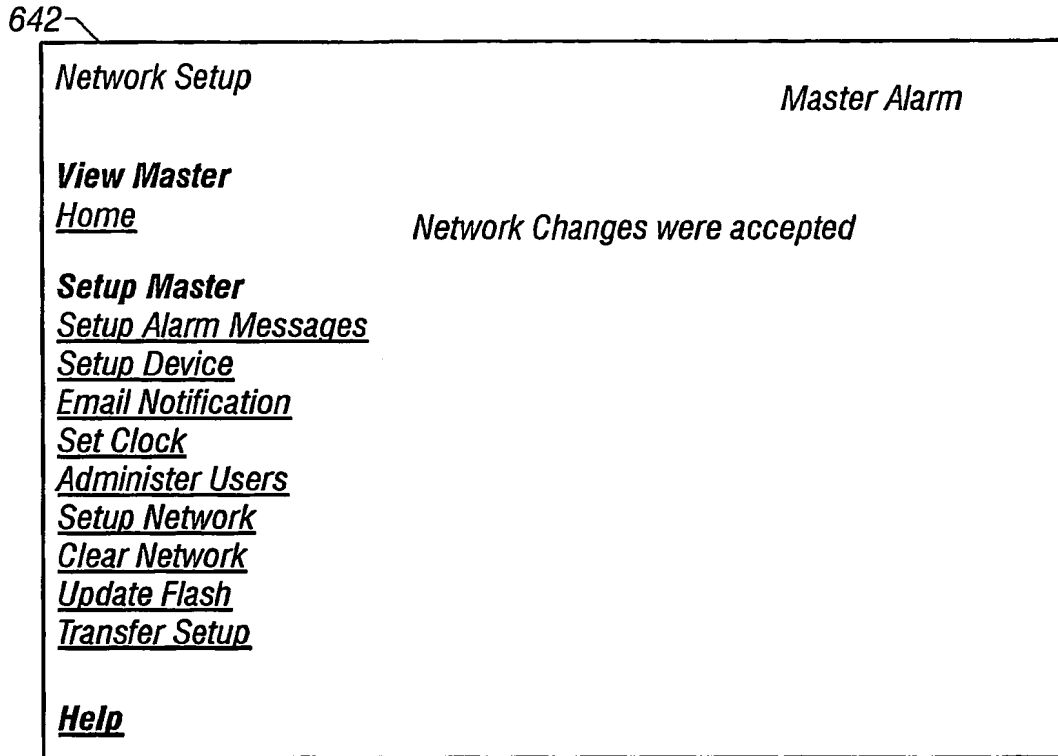 642
Network Setup
Master Alarm
View Master
Home
Network Changes were accepted
Setup Master
Setup Alarm Messages
Setup Device
Email Notification
Set Clock
Administer Users
Setup Network
Clear Network
Update Flash
Transfer Setup
Help